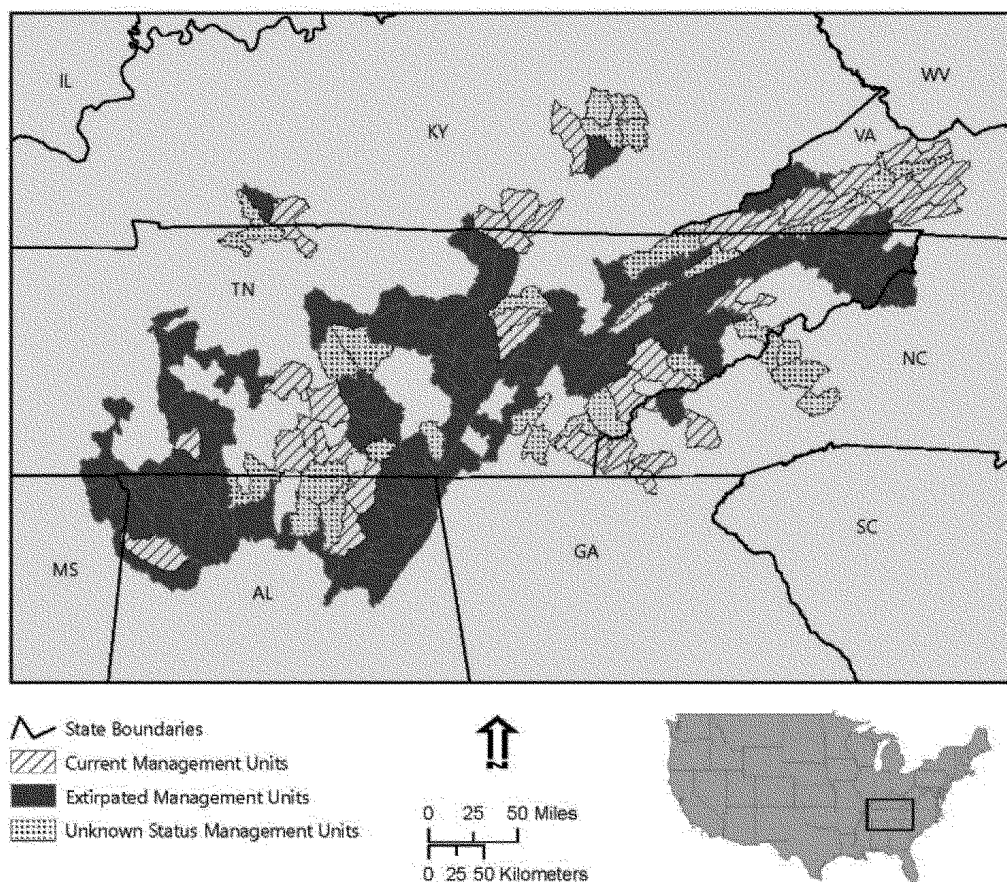 IL
KY
WV
VA
TN
NC
MS
AL
GA
SC
State Boundaries
Current Management Units
Extirpated Management Units
Unknown Status Management Units
N
0 25 50 Miles
0 25 50 Kilometers